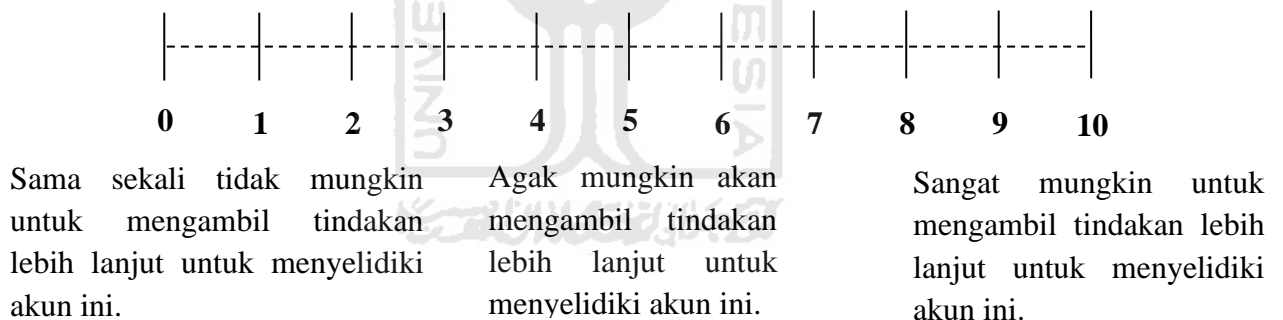 0 1 2 3 4 5 6 7 8 9 10
Sama sekali tidak mungkin
untuk mengambil tindakan
lebih lanjut untuk menyelidiki
akun ini.
Agak mungkin akan
mengambil tindakan
lebih lanjut untuk
menyelidiki akun ini.
Sangat mungkin untuk
mengambil tindakan lebih
lanjut untuk menyelidiki
akun ini.